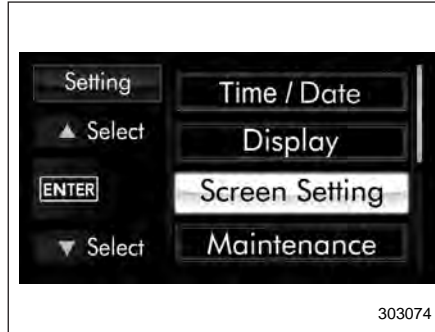 Setting
▲ Select
ENTER
▼ Select
Time / Date
Display
Screen Setting
Maintenance
303074